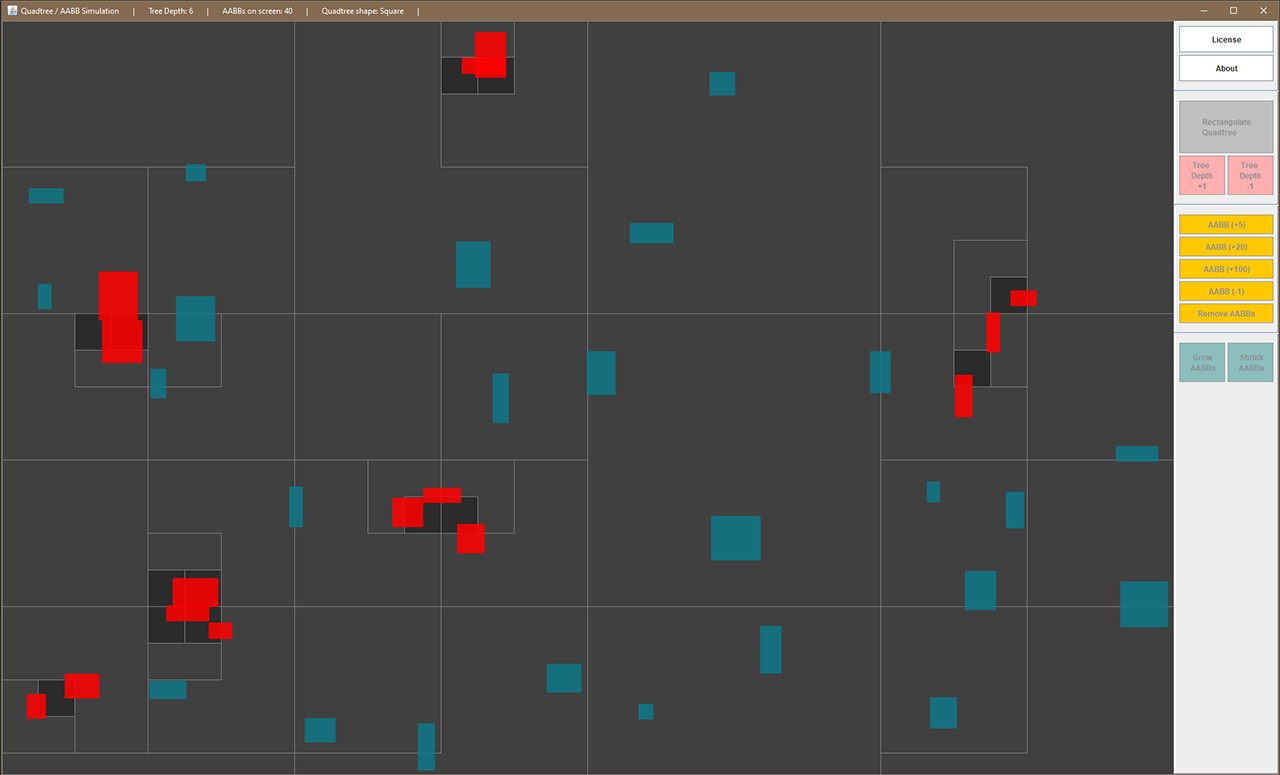 Quadtree / AABB Simulation | Tree Depth: 6 | AABBs on screen: 40 | Quadtree shape: Square |
License
About
Rectangulate
Quadtree
Tree
Depth
+1
Tree
Depth
-1
AABB (+5)
AABB (+20)
AABB (+100)
AABB (-1)
Remove AABBs
Grow
AABBs
Shrink
AABBs